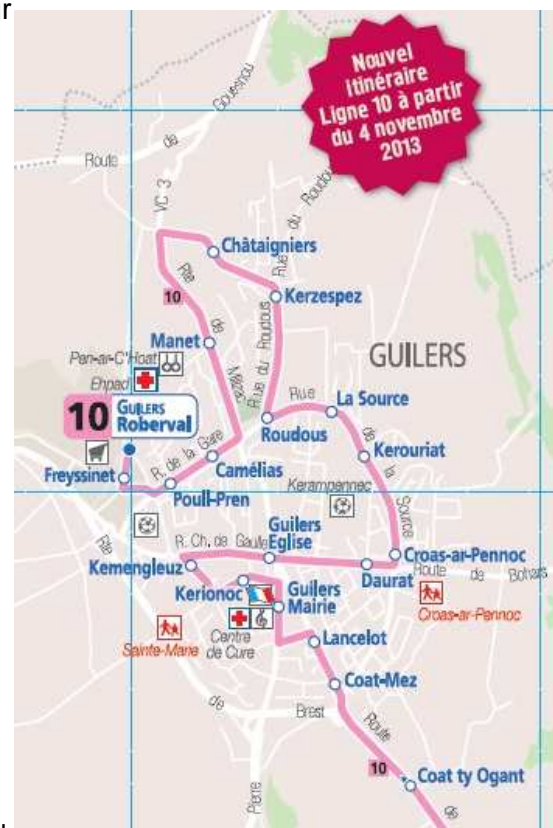 r
Nouvel
itinéraire
Ligne 10 à partir
du 4 novembre
2013
Route
de
Gouesnou
VC 3
Rue
du Roudous
Châtaigniers
Kerzespez
10
Rte
de
Manet
Pen-ar-C'Hoat
Ehpad
Rue du Roudous
GUILERS
10
GUILERS
Roberval
Rue
de
la
Source
La Source
Roudous
Kerouriat
Freyssinet
R. de la Gare
Camélias
Poull-Pren
Kerampennec
R. Ch. de Gaulle
Guilers
Eglise
Croas-ar-Pennoc
Daurat
Route
de
Bohars
Croas-ar-Pennoc
Kemengleuz
Kerionoc
Guilers
Mairie
Sainte-Marie
Centre
de Cure
Lancelot
Coat-Mez
Rte
de
Brest
Route
de
Pierre
10
Coat ty Ogant